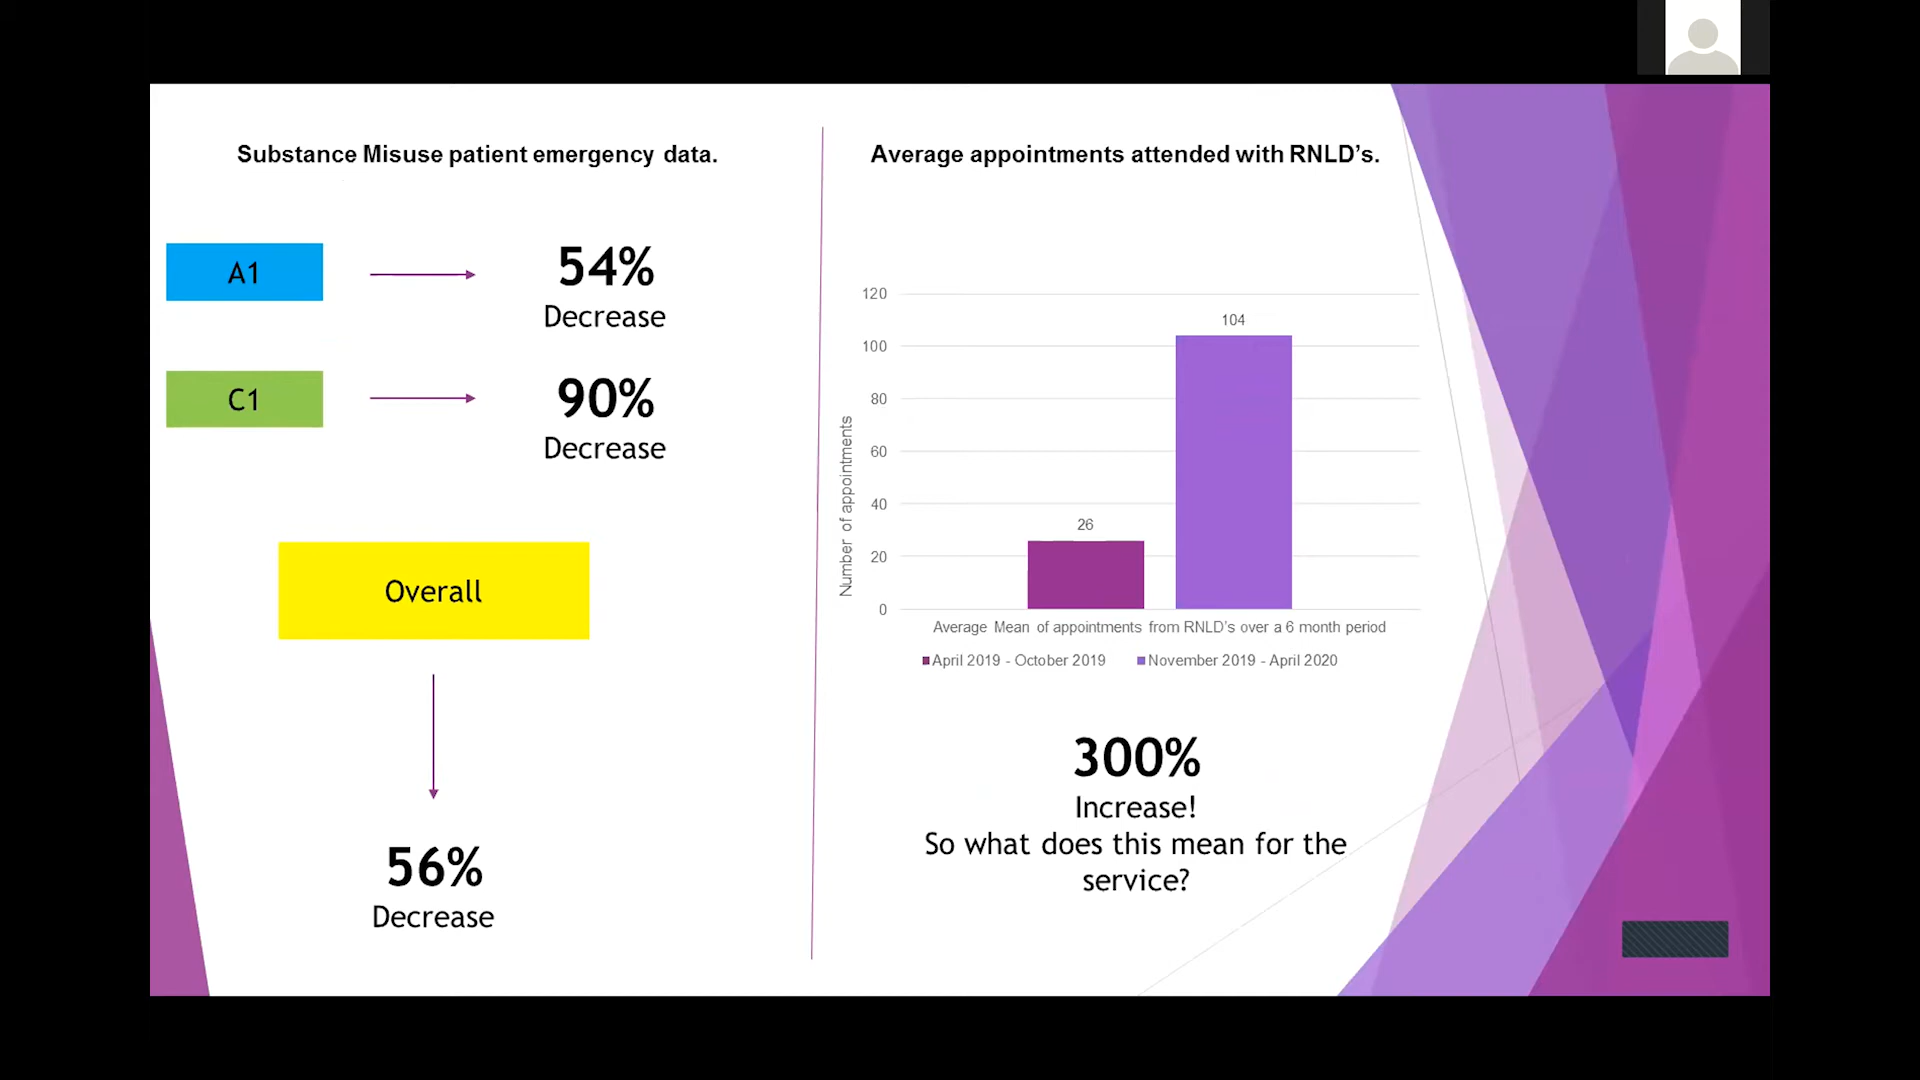 Substance Misuse patient emergency data.
A1
54%
Decrease
C1
90%
Decrease
Overall
56%
Decrease
Average appointments attended with RNLD's.
120
100
80
60
40
20
0
Number of appointments
26
104
Average Mean of appointments from RNLD's over a 6 month period
April 2019 - October 2019
November 2019 - April 2020
300%
Increase!
So what does this mean for the
service?